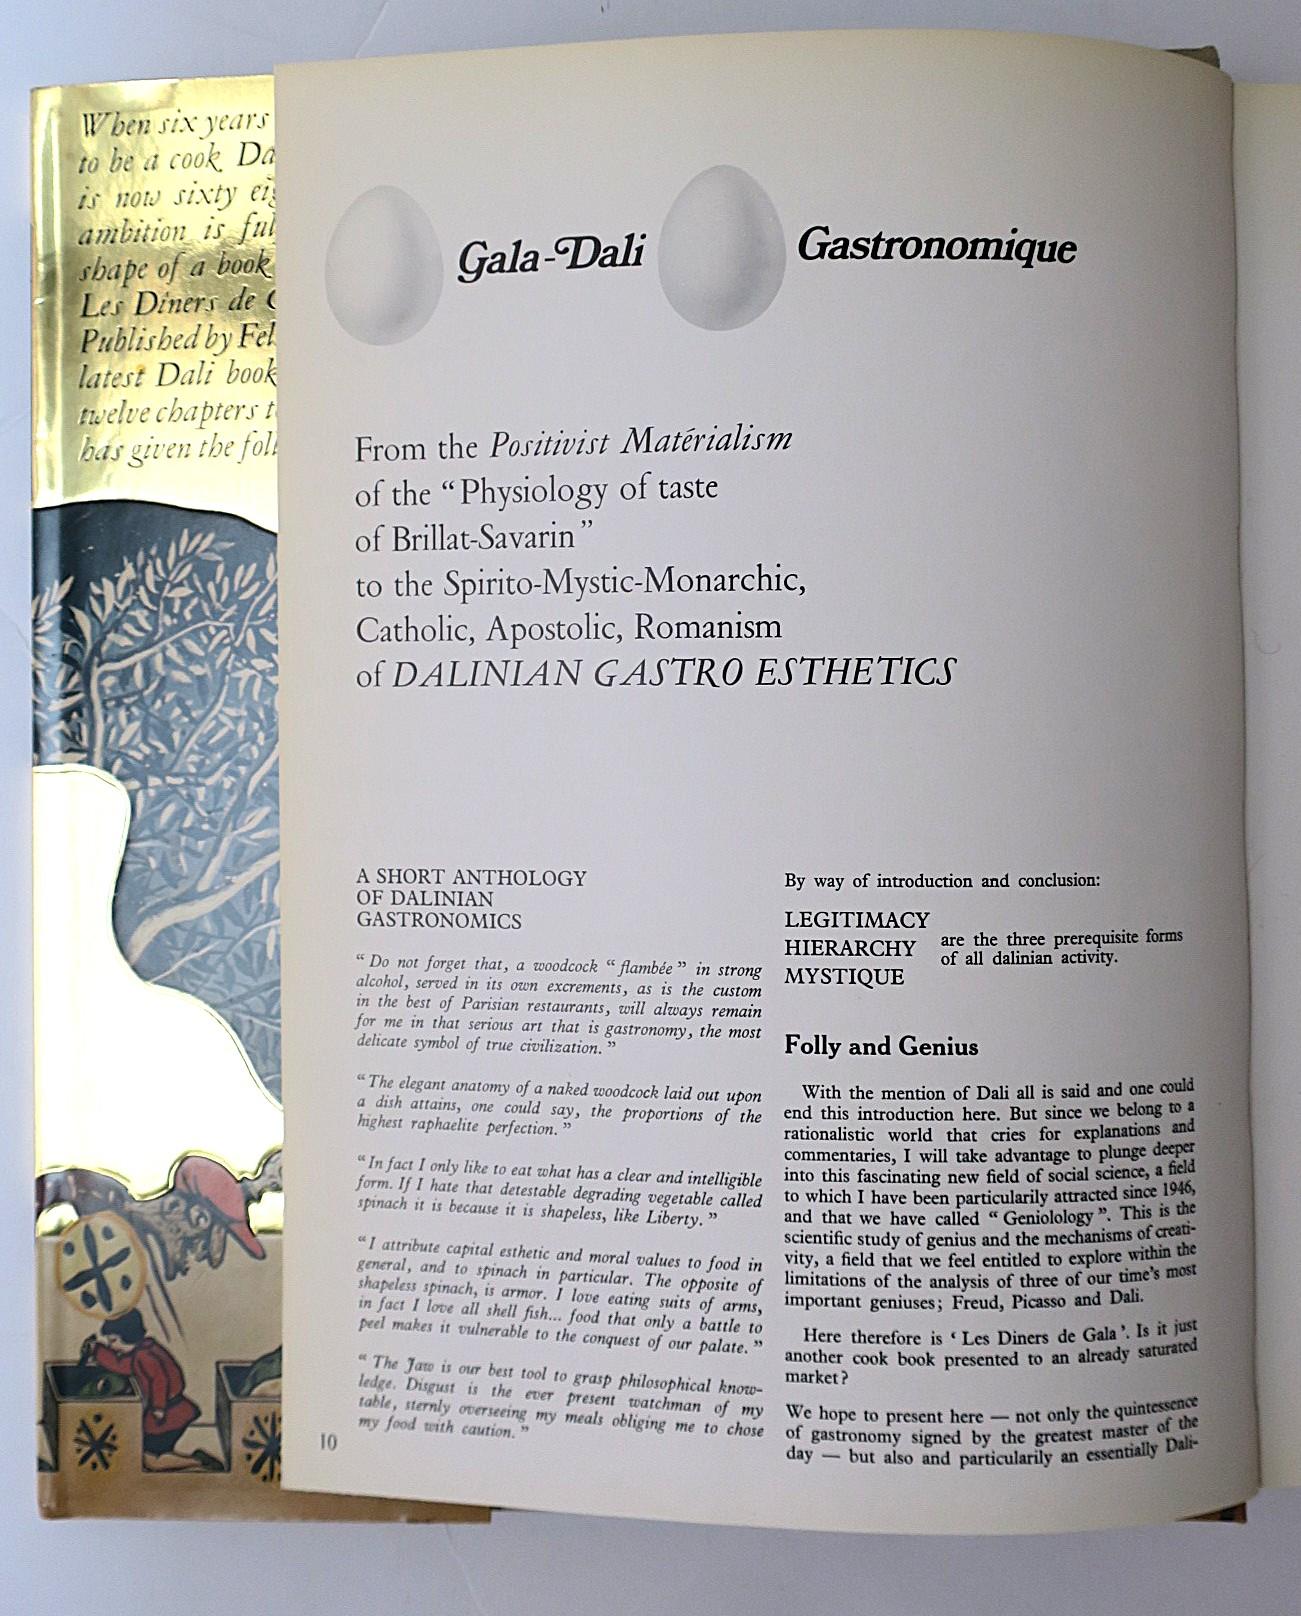 When six years
to be a cook Da
is now sixty eig
ambition is ful
shape of a book
Les Diners de G
Published by Fel
latest Dali book
twelve chapters t
has given the foll
Gala-Dali Gastronomique
From the Positivist Matérialism
of the “Physiology of taste
of Brillat-Savarin”
to the Spirito-Mystic-Monarchic,
Catholic, Apostolic, Romanism
of DALINIAN GASTRO ESTHETICS
A SHORT ANTHOLOGY
OF DALINIAN
GASTRONOMICS
“Do not forget that, a woodcock “flambée” in strong
alcohol, served in its own excrements, as is the custom
in the best of Parisian restaurants, will always remain
for me in that serious art that is gastronomy, the most
delicate symbol of true civilization.”
“The elegant anatomy of a naked woodcock laid out upon
a dish attains, one could say, the proportions of the
highest raphaelite perfection.”
“In fact I only like to eat what has a clear and intelligible
form. If I hate that detestable degrading vegetable called
spinach it is because it is shapeless, like Liberty.”
“I attribute capital esthetic and moral values to food in
general, and to spinach in particular. The opposite of
shapeless spinach, is armor. I love eating suits of arms,
in fact I love all shell fish... food that only a battle to
peel makes it vulnerable to the conquest of our palate.”
“The Jaw is our best tool to grasp philosophical know-
ledge. Disgust is the ever present watchman of my
table, sternly overseeing my meals obliging me to chose
my food with caution.”
10
By way of introduction and conclusion:
LEGITIMACY
HIERARCHY
MYSTIQUE
are the three prerequisite forms
of all dalinian activity.
Folly and Genius
With the mention of Dali all is said and one could
end this introduction here. But since we belong to a
rationalistic world that cries for explanations and
commentaries, I will take advantage to plunge deeper
into this fascinating new field of social science, a field
to which I have been particularly attracted since 1946,
and that we have called “Geniolology”. This is the
scientific study of genius and the mechanisms of creati-
vity, a field that we feel entitled to explore within the
limitations of the analysis of three of our time's most
important geniuses; Freud, Picasso and Dali.
Here therefore is ‘Les Diners de Gala’. Is it just
another cook book presented to an already saturated
market?
We hope to present here — not only the quintessence
of gastronomy signed by the greatest master of the
day — but also and particularily an essentially Dali-